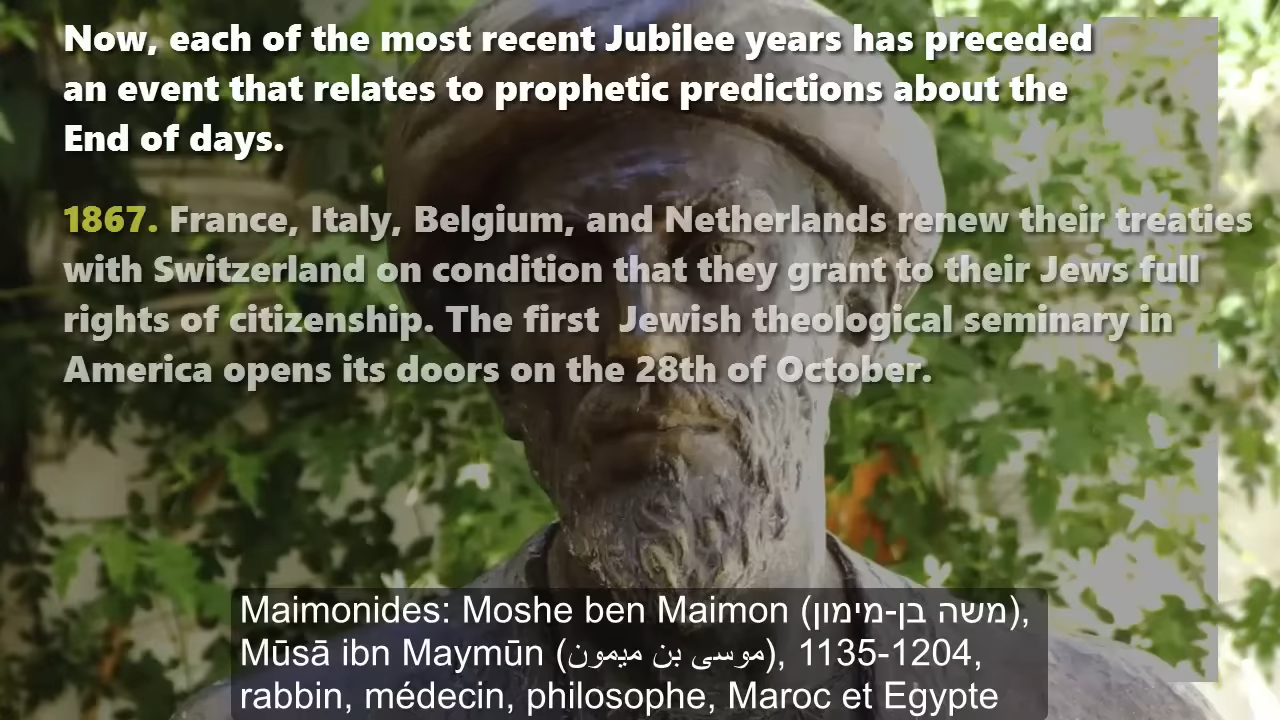 Now, each of the most recent Jubilee years has preceded
an event that relates to prophetic predictions about the
End of days.
1867. France, Italy, Belgium, and Netherlands renew their treaties
with Switzerland on condition that they grant to their Jews full
rights of citizenship. The first  Jewish theological seminary in
America opens its doors on the 28th of October.
Maimonides: Moshe ben Maimon (משה בן-מימון),
Mūsā ibn Maymūn (موسى بن ميمون), 1135-1204,
rabbin, médecin, philosophe, Maroc et Egypte